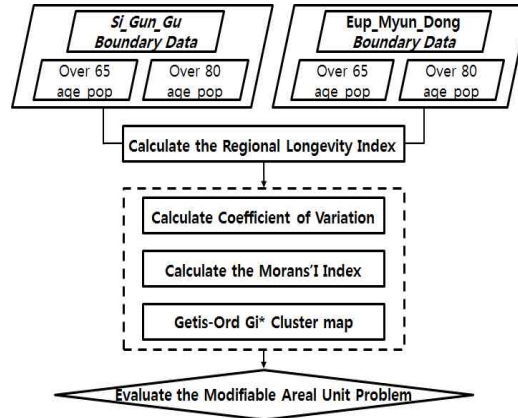 Si_Gun_Gu
Boundary Data
Over 65
age pop
Over 80
age pop
Eup_Myun_Dong
Boundary Data
Over 65
age pop
Over 80
age pop
Calculate the Regional Longevity Index
Calculate Coefficient of Variation
Calculate the Morans'I Index
Getis-Ord Gi* Cluster map
Evaluate the Modifiable Areal Unit Problem